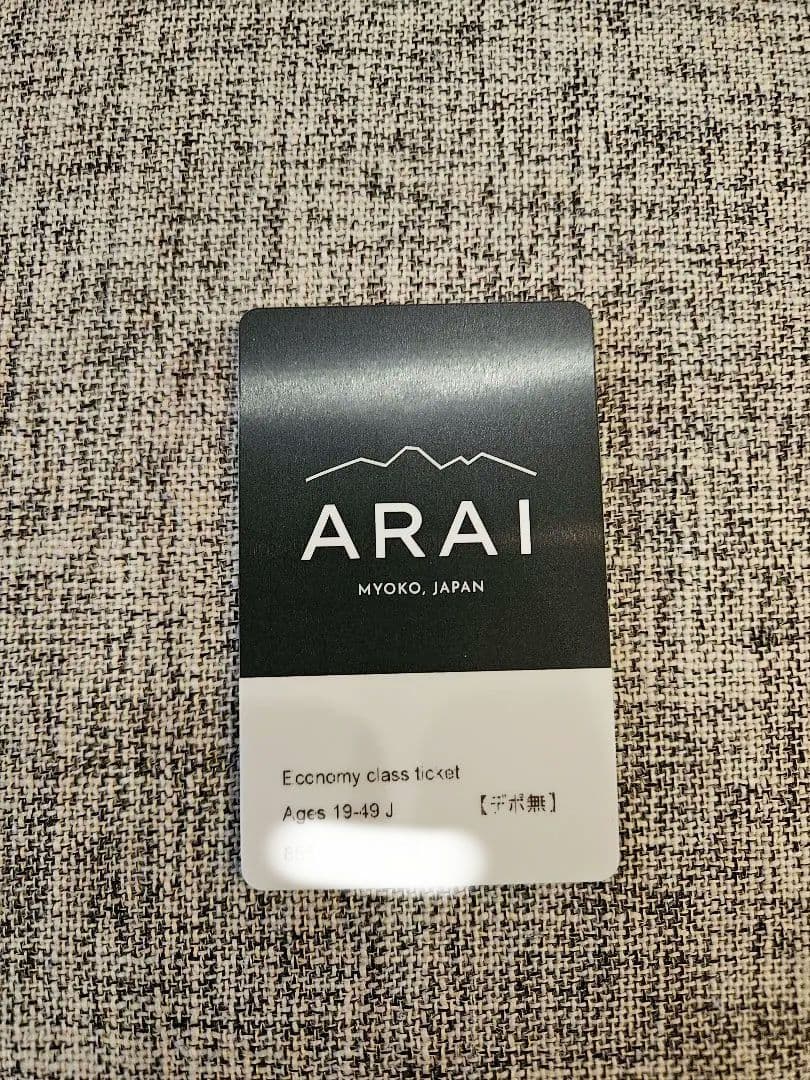 ARAI
MYOKO, JAPAN
Economy class ticket
Ages 19-49 J 【デポ無】